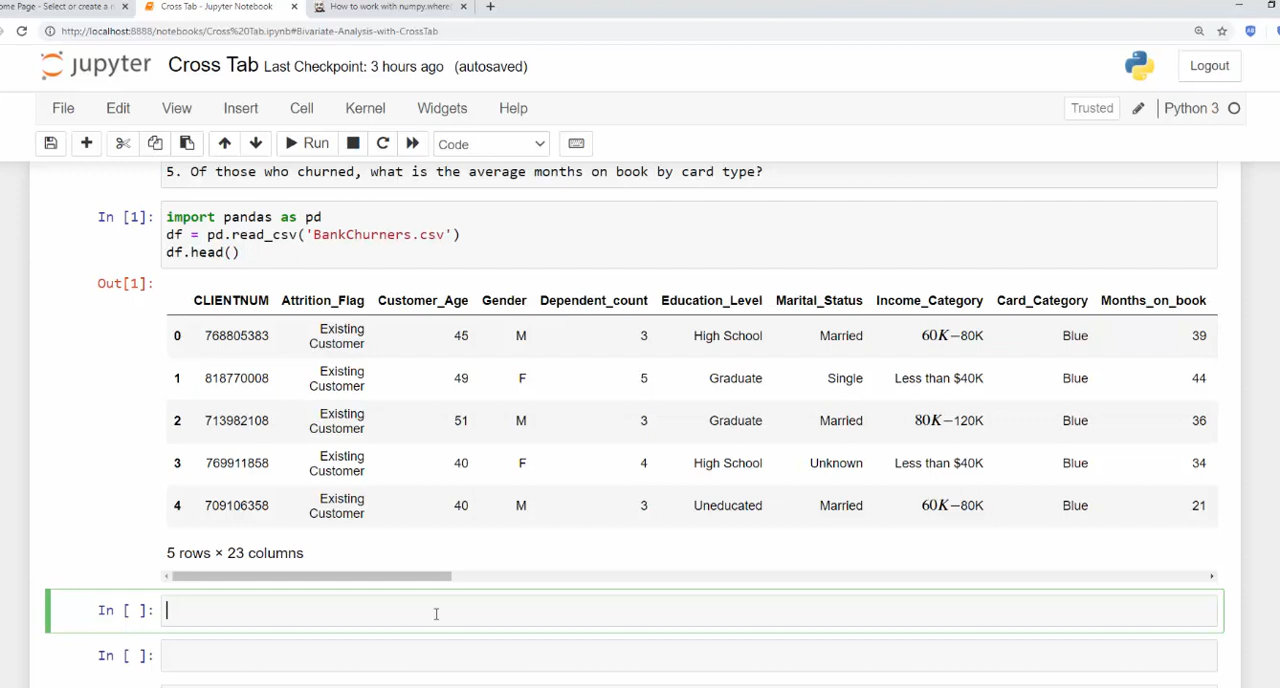 ome Page - Select or create a n × Cross Tab - Jupyter Notebook × How to work with numpy.where × +
http://localhost:8888/notebooks/Cross%20Tab.ipynb#Bivariate-Analysis-with-CrossTab
jupyter Cross Tab Last Checkpoint: 3 hours ago (autosaved) Logout
File Edit View Insert Cell Kernel Widgets Help Trusted Python 3
Run Code
5. Of those who churned, what is the average months on book by card type?
In [1]: import pandas as pd
df = pd.read_csv('BankChurners.csv')
df.head()
Out[1]:
CLIENTNUM Attrition_Flag Customer_Age Gender Dependent_count Education_Level Marital_Status Income_Category Card_Category Months_on_book
0 768805383 Existing Customer 45 M 3 High School Married 60K−80K Blue 39
1 818770008 Existing Customer 49 F 5 Graduate Single Less than $40K Blue 44
2 713982108 Existing Customer 51 M 3 Graduate Married 80K−120K Blue 36
3 769911858 Existing Customer 40 F 4 High School Unknown Less than $40K Blue 34
4 709106358 Existing Customer 40 M 3 Uneducated Married 60K−80K Blue 21
5 rows × 23 columns
In [ ]:
In [ ]: